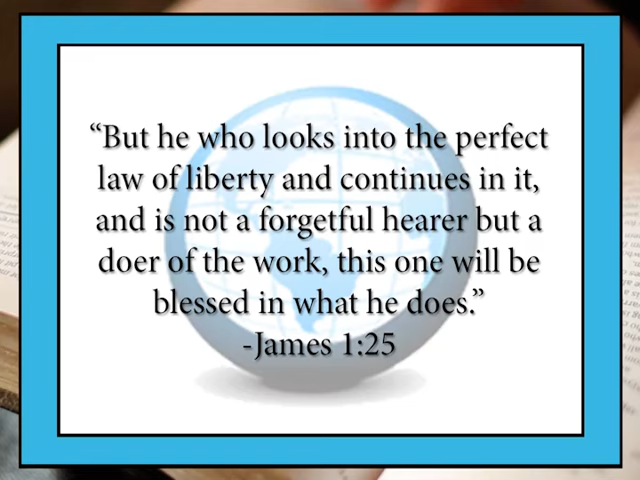 “But he who looks into the perfect
law of liberty and continues in it,
and is not a forgetful hearer but a
doer of the work, this one will be
blessed in what he does.”
-James 1:25